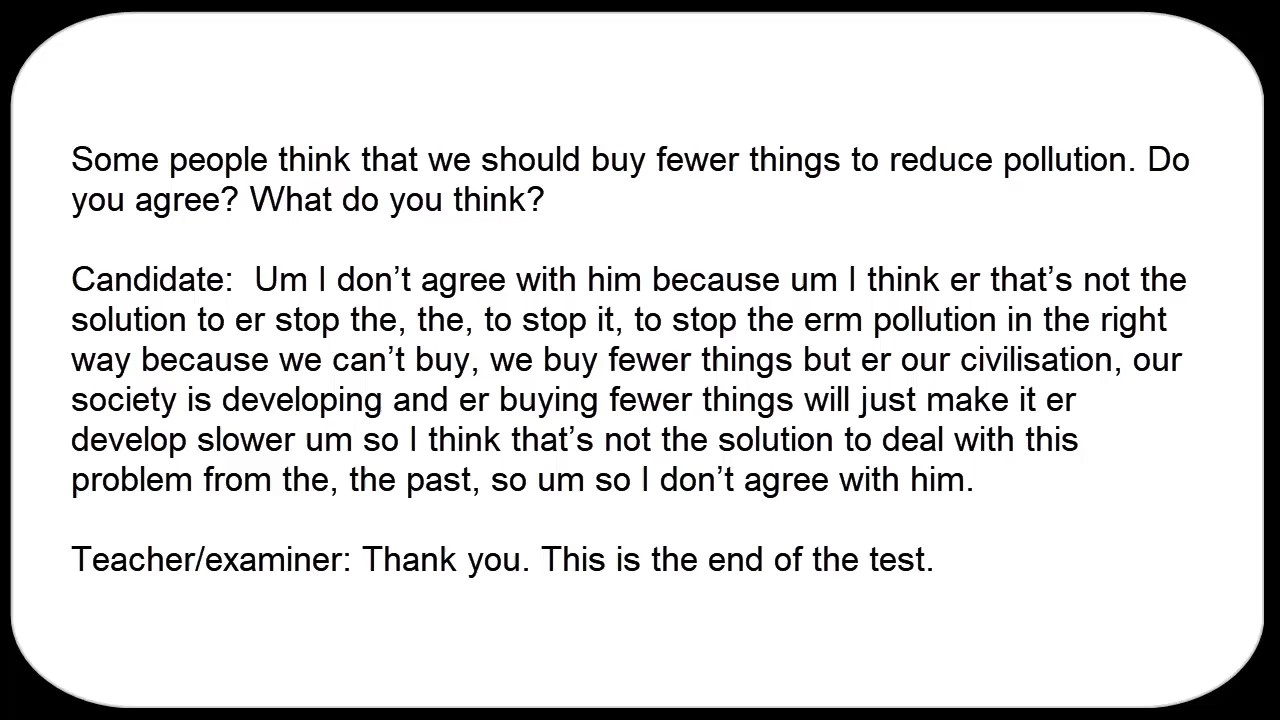 Some people think that we should buy fewer things to reduce pollution. Do
you agree? What do you think?
Candidate:  Um I don’t agree with him because um I think er that’s not the
solution to er stop the, the, to stop it, to stop the erm pollution in the right
way because we can’t buy, we buy fewer things but er our civilisation, our
society is developing and er buying fewer things will just make it er
develop slower um so I think that’s not the solution to deal with this
problem from the, the past, so um so I don’t agree with him.
Teacher/examiner: Thank you. This is the end of the test.